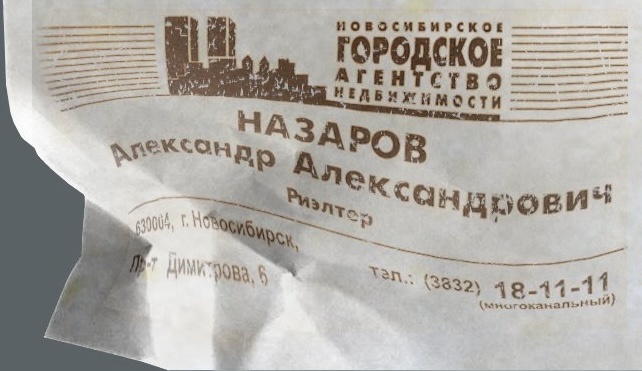 НОВОСИБИРСКОЕ
ГОРОДСКОЕ
АГЕНТСТВО
НЕДВИЖИМОСТИ
НАЗАРОВ
Александр Александрович
Риэлтер
630004, г. Новосибирск,
Пр-т Димитрова, 6
тел.: (3832) 18-11-11
(многоканальный)